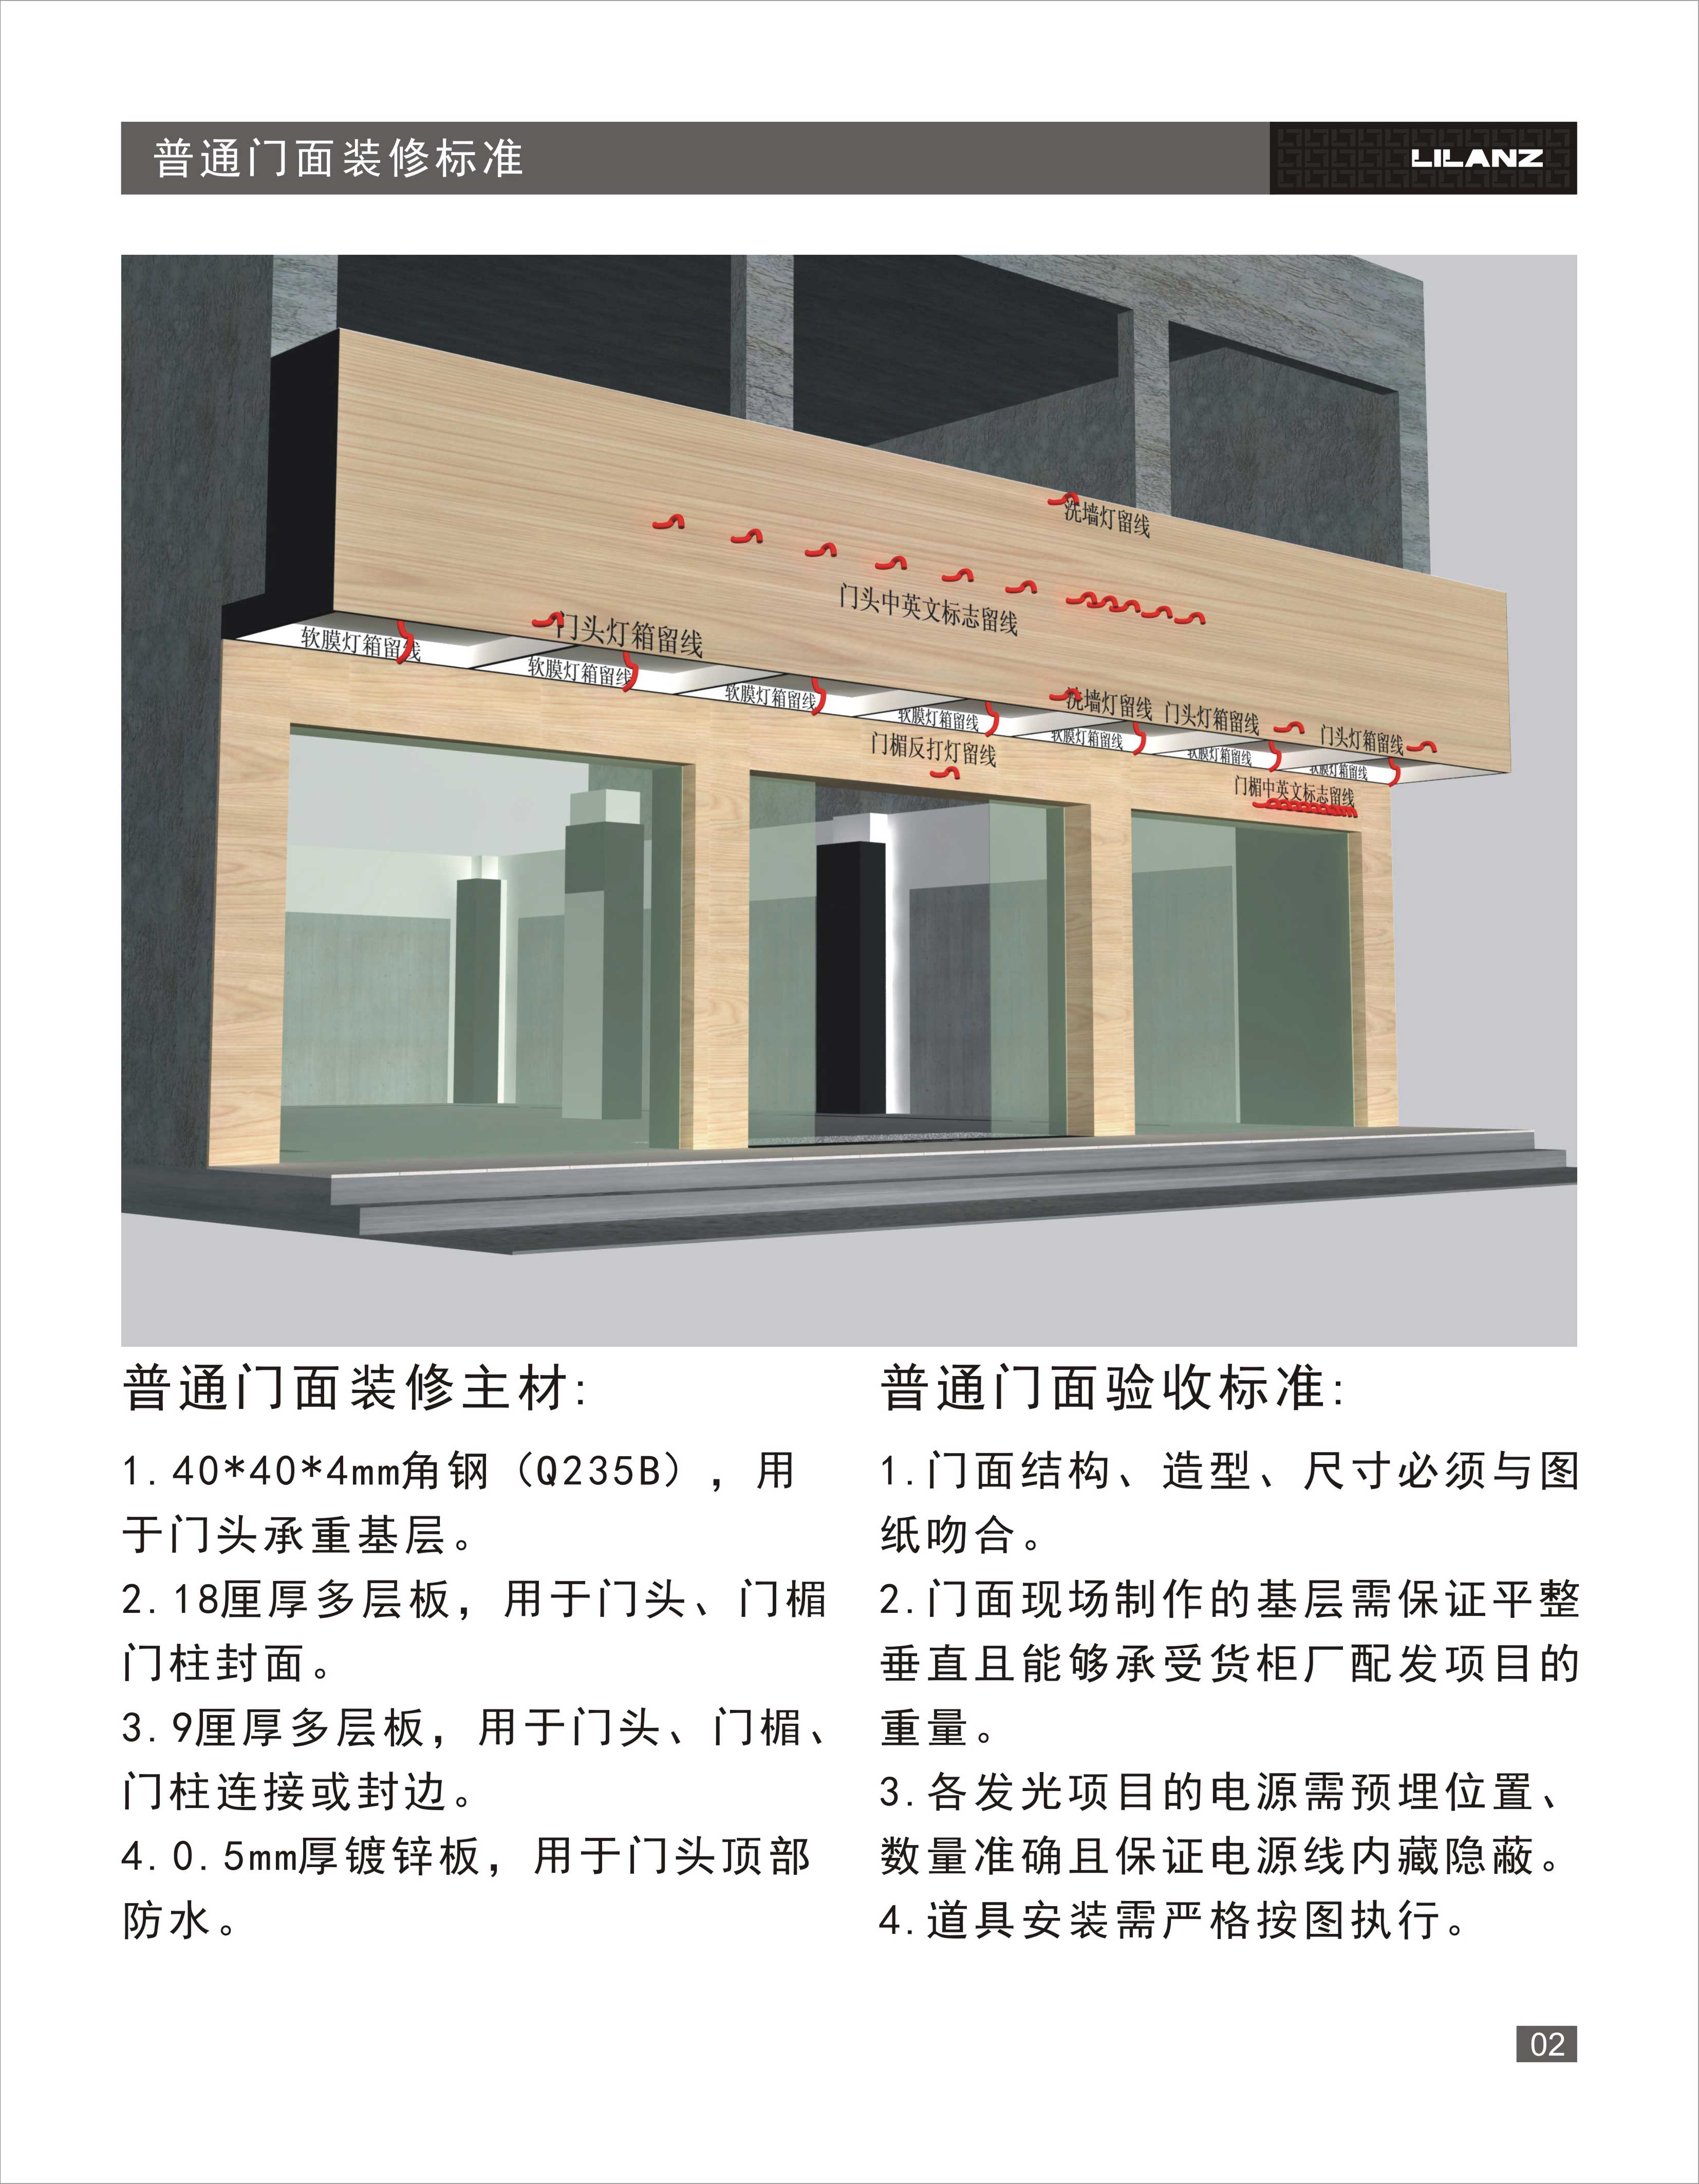 普通门面装修标准
LILANZ
洗墙灯留线
门头中英文标志留线
门头灯箱留线
软膜灯箱留线
软膜灯箱留线
软膜灯箱留线
软膜灯箱留线
洗墙灯留线
门头灯箱留线
门头灯箱留线
软膜灯箱留线
软膜灯箱留线
软膜灯箱留线
门楣反打灯留线
门楣中英文标志留线
普通门面装修主材:
1.40*40*4mm角钢（Q235B），用
于门头承重基层。
2.18厘厚多层板，用于门头、门楣
门柱封面。
3.9厘厚多层板，用于门头、门楣、
门柱连接或封边。
4.0.5mm厚镀锌板，用于门头顶部
防水。
普通门面验收标准:
1.门面结构、造型、尺寸必须与图
纸吻合。
2.门面现场制作的基层需保证平整
垂直且能够承受货柜厂配发项目的
重量。
3.各发光项目的电源需预埋位置、
数量准确且保证电源线内藏隐蔽。
4.道具安装需严格按图执行。
02